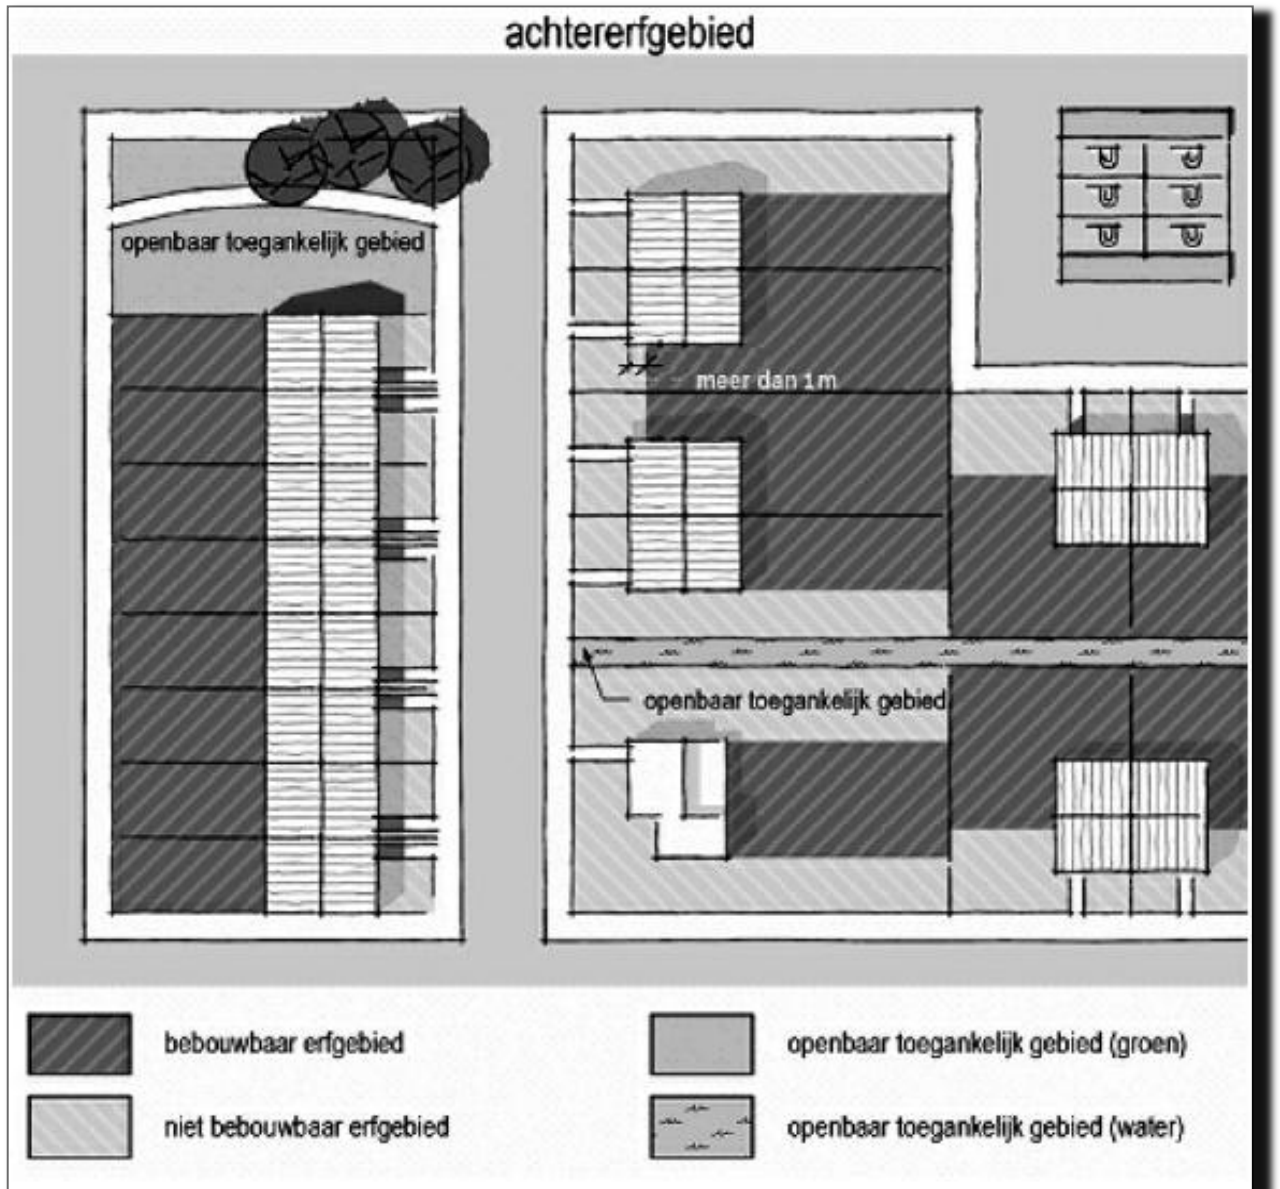 achtererfgebied
openbaar toegankelijk gebied
meer dan 1m
openbaar toegankelijk gebied
bebouwbaar erfgebied
openbaar toegankelijk gebied (groen)
niet bebouwbaar erfgebied
openbaar toegankelijk gebied (water)